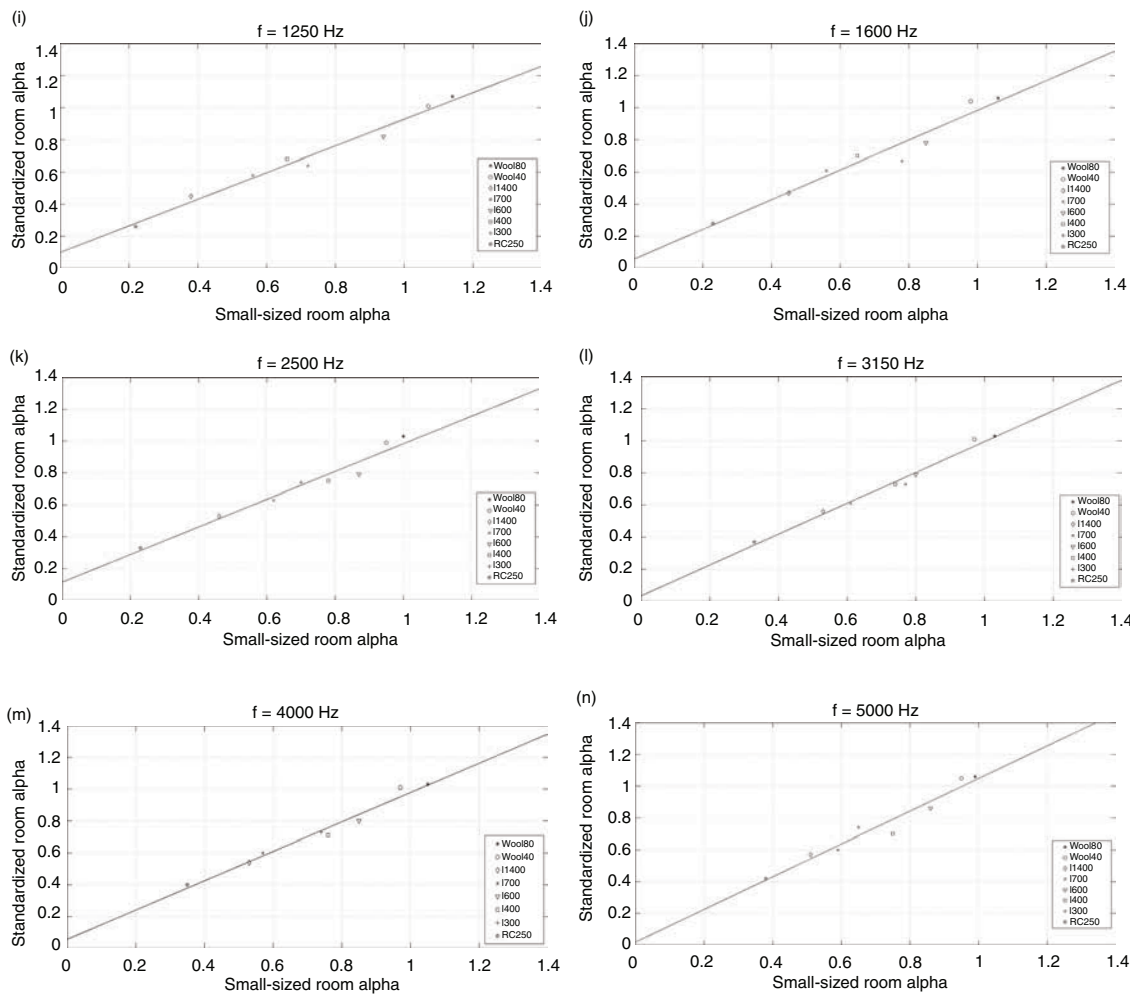 (i)
f = 1250 Hz
Standardized room alpha
1.4
1.2
1
0.8
0.6
0.4
0.2
0
Wool80
Wool40
I1400
I700
I600
I400
I300
RC250
0 0.2 0.4 0.6 0.8 1 1.2 1.4
Small-sized room alpha
(j)
f = 1600 Hz
Standardized room alpha
1.4
1.2
1
0.8
0.6
0.4
0.2
0
Wool80
Wool40
I1400
I700
I600
I400
I300
RC250
0 0.2 0.4 0.6 0.8 1 1.2 1.4
Small-sized room alpha
(k)
f = 2500 Hz
Standardized room alpha
1.4
1.2
1
0.8
0.6
0.4
0.2
0
Wool80
Wool40
I1400
I700
I600
I400
I300
RC250
0 0.2 0.4 0.6 0.8 1 1.2 1.4
Small-sized room alpha
(l)
f = 3150 Hz
Standardized room alpha
1.4
1.2
1
0.8
0.6
0.4
0.2
0
Wool80
Wool40
I1400
I700
I600
I400
I300
RC250
0 0.2 0.4 0.6 0.8 1 1.2 1.4
Small-sized room alpha
(m)
f = 4000 Hz
Standardized room alpha
1.4
1.2
1
0.8
0.6
0.4
0.2
0
Wool80
Wool40
I1400
I700
I600
I400
I300
RC250
0 0.2 0.4 0.6 0.8 1 1.2 1.4
Small-sized room alpha
(n)
f = 5000 Hz
Standardized room alpha
1.4
1.2
1
0.8
0.6
0.4
0.2
0
Wool80
Wool40
I1400
I700
I600
I400
I300
RC250
0 0.2 0.4 0.6 0.8 1 1.2 1.4
Small-sized room alpha